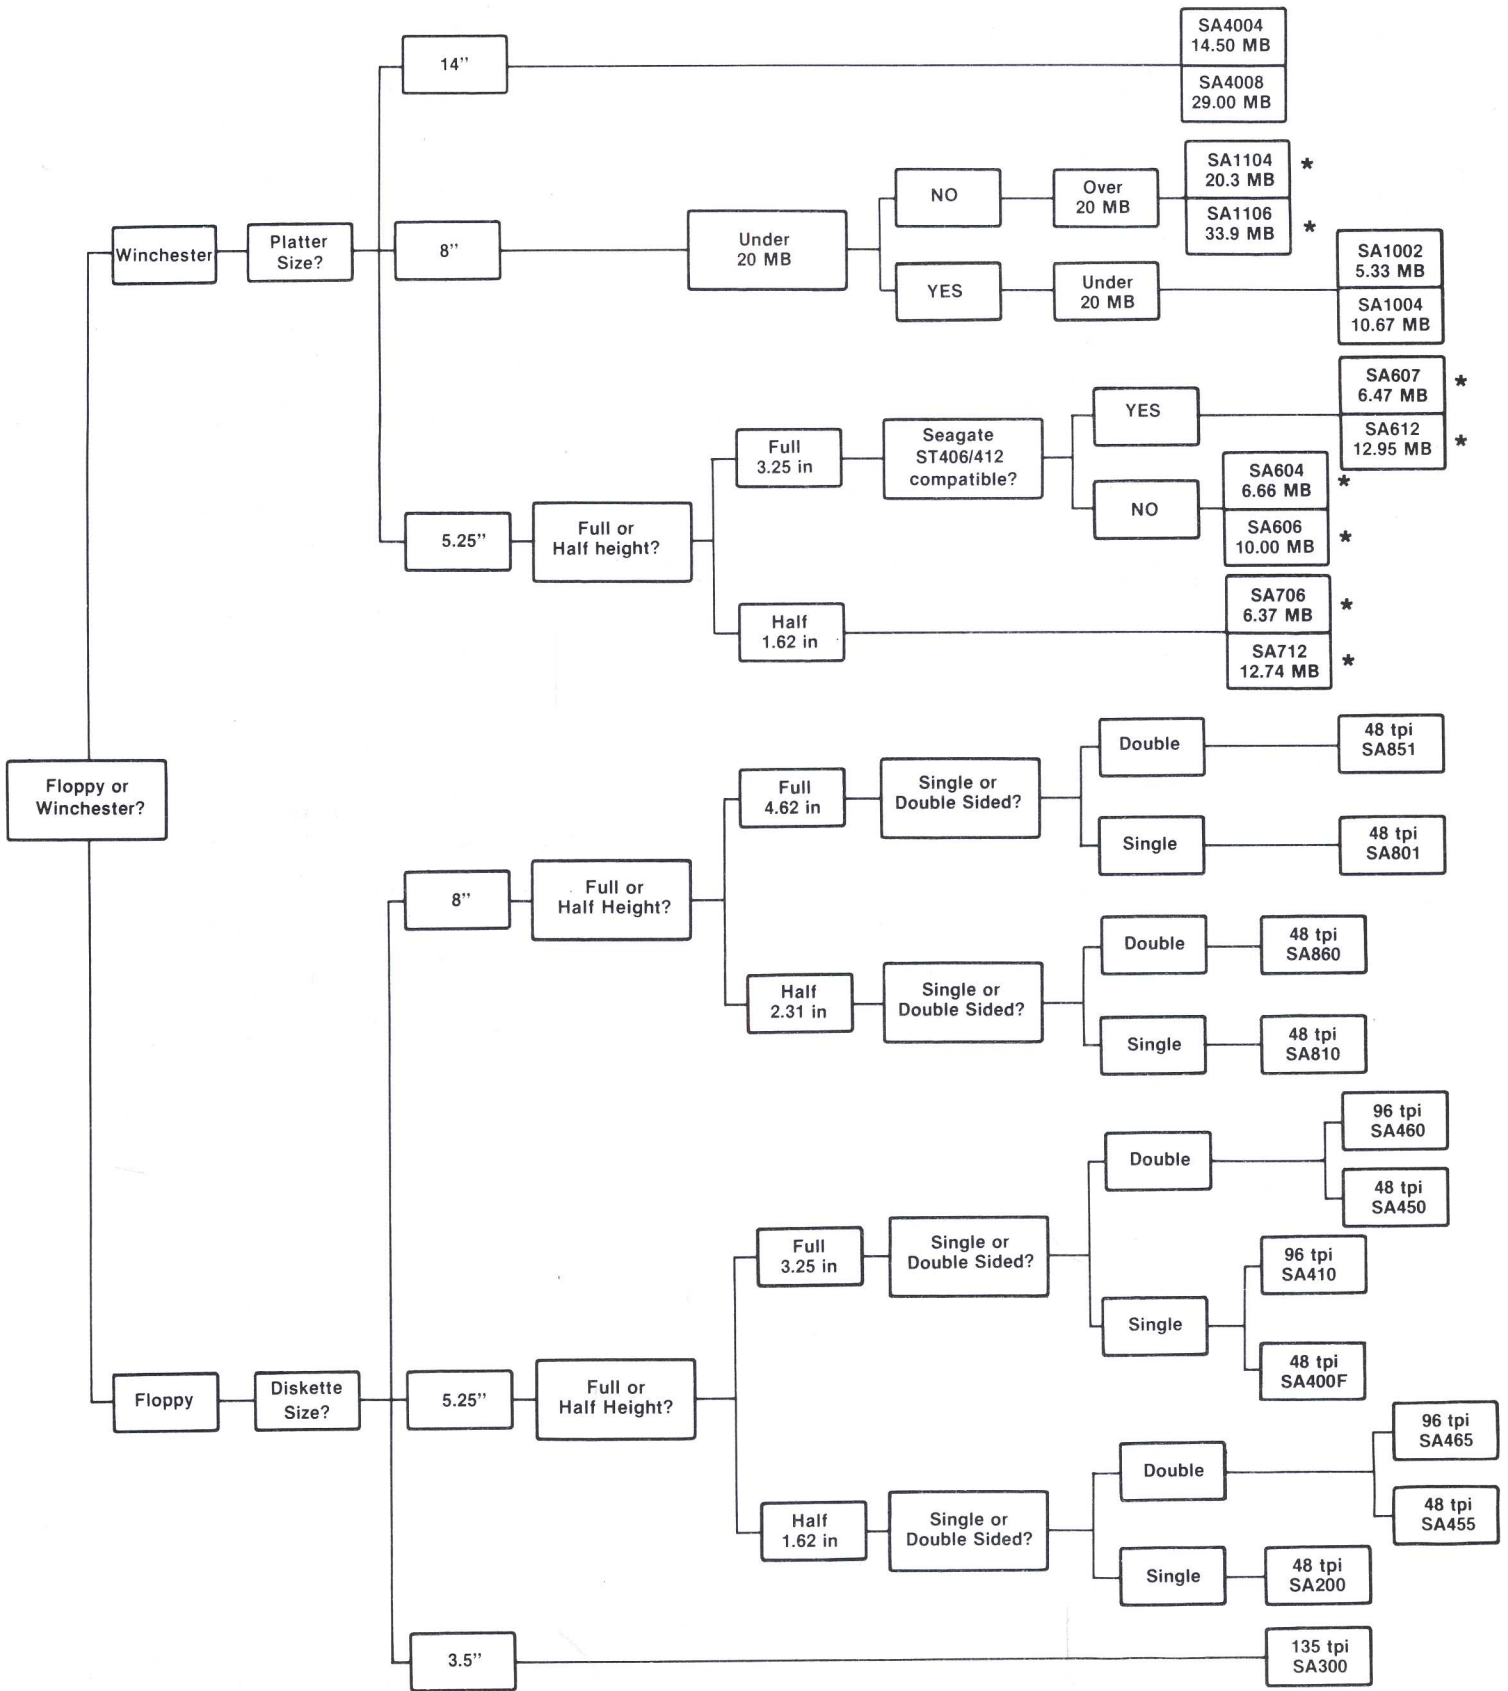 14’’
SA4004
14.50 MB
SA4008
29.00 MB
Winchester
Platter
Size?
8’’
Under
20 MB
NO
Over
20 MB
SA1104
20.3 MB
*
SA1106
33.9 MB
*
YES
Under
20 MB
SA1002
5.33 MB
SA1004
10.67 MB
5.25’’
Full or
Half height?
Full
3.25 in
Seagate
ST406/412
compatible?
YES
SA607
6.47 MB
*
SA612
12.95 MB
*
NO
SA604
6.66 MB
*
SA606
10.00 MB
*
Half
1.62 in
SA706
6.37 MB
*
SA712
12.74 MB
*
Floppy or
Winchester?
8’’
Full or
Half Height?
Full
4.62 in
Single or
Double Sided?
Double
48 tpi
SA851
Single
48 tpi
SA801
Half
2.31 in
Single or
Double Sided?
Double
48 tpi
SA860
Single
48 tpi
SA810
Floppy
Diskette
Size?
5.25’’
Full or
Half Height?
Full
3.25 in
Single or
Double Sided?
Double
96 tpi
SA460
48 tpi
SA450
Single
96 tpi
SA410
48 tpi
SA400F
Half
1.62 in
Single or
Double Sided?
Double
96 tpi
SA465
48 tpi
SA455
Single
48 tpi
SA200
3.5’’
135 tpi
SA300